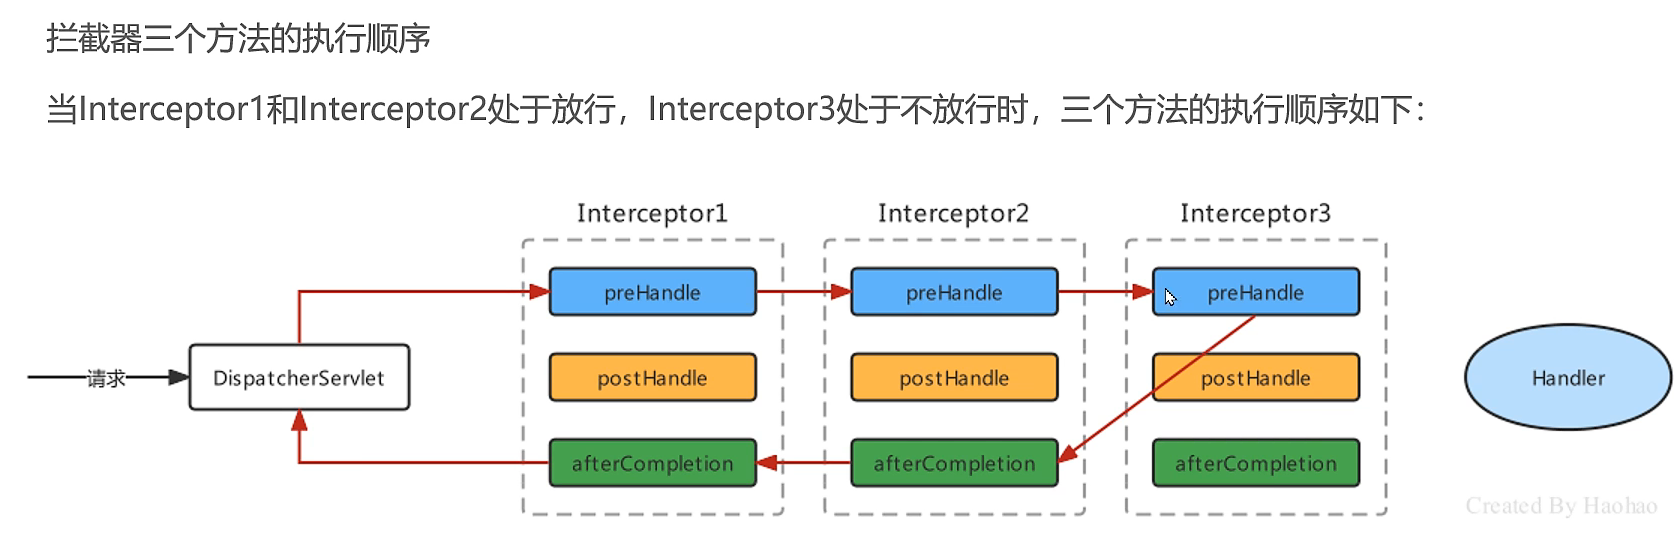 拦截器三个方法的执行顺序
当Interceptor1和Interceptor2处于放行，Interceptor3处于不放行时，三个方法的执行顺序如下：
Interceptor1 Interceptor2 Interceptor3
preHandle preHandle preHandle
请求 DispatcherServlet postHandle postHandle postHandle Handler
afterCompletion afterCompletion afterCompletion
Created By Haohao